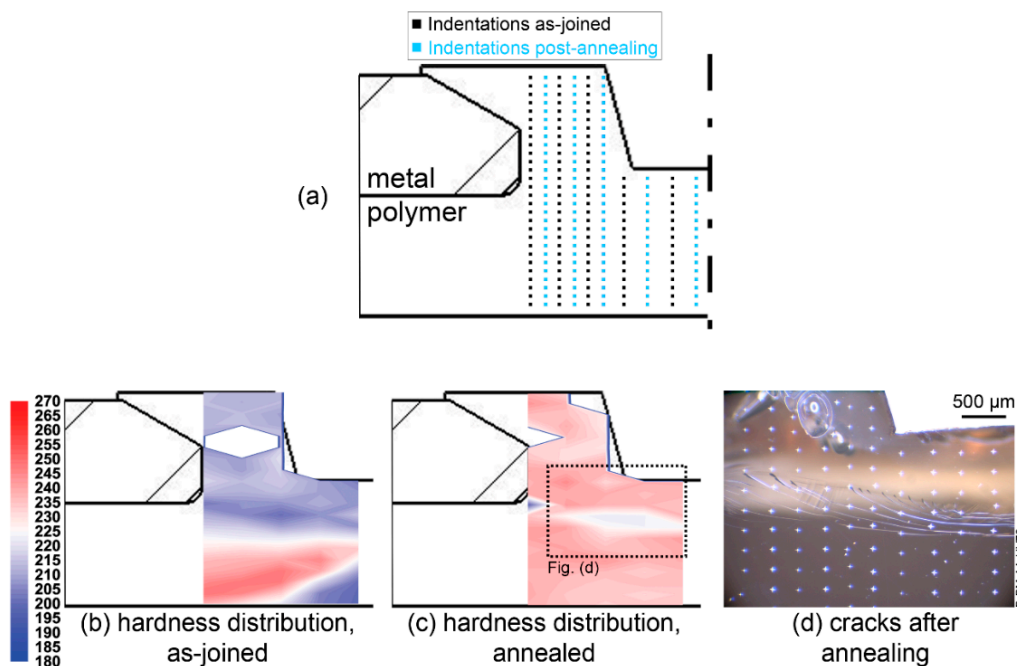 Indentations as-joined
Indentations post-annealing
(a)
metal
polymer
270
265
260
255
250
245
240
235
230
225
220
215
210
205
200
195
190
185
180
Fig. (d)
500 µm
(b) hardness distribution,
as-joined
(c) hardness distribution,
annealed
(d) cracks after
annealing